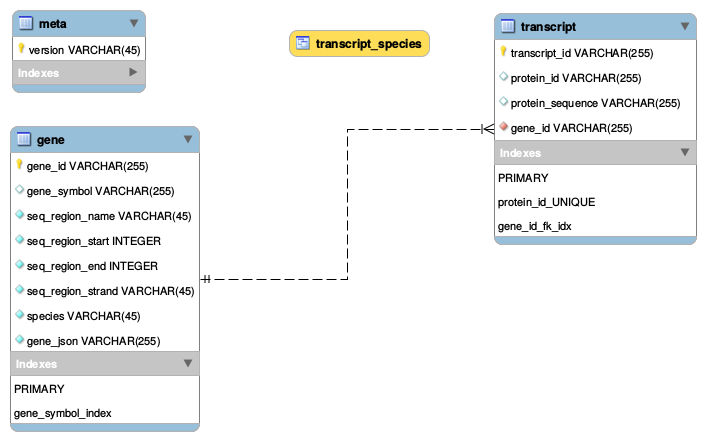 meta
version VARCHAR(45)
Indexes
transcript_species
transcript
transcript_id VARCHAR(255)
protein_id VARCHAR(255)
protein_sequence VARCHAR(255)
gene_id VARCHAR(255)
Indexes
PRIMARY
protein_id_UNIQUE
gene_id_fk_idx
gene
gene_id VARCHAR(255)
gene_symbol VARCHAR(255)
seq_region_name VARCHAR(45)
seq_region_start INTEGER
seq_region_end INTEGER
seq_region_strand VARCHAR(45)
species VARCHAR(45)
gene_json VARCHAR(255)
Indexes
PRIMARY
gene_symbol_index